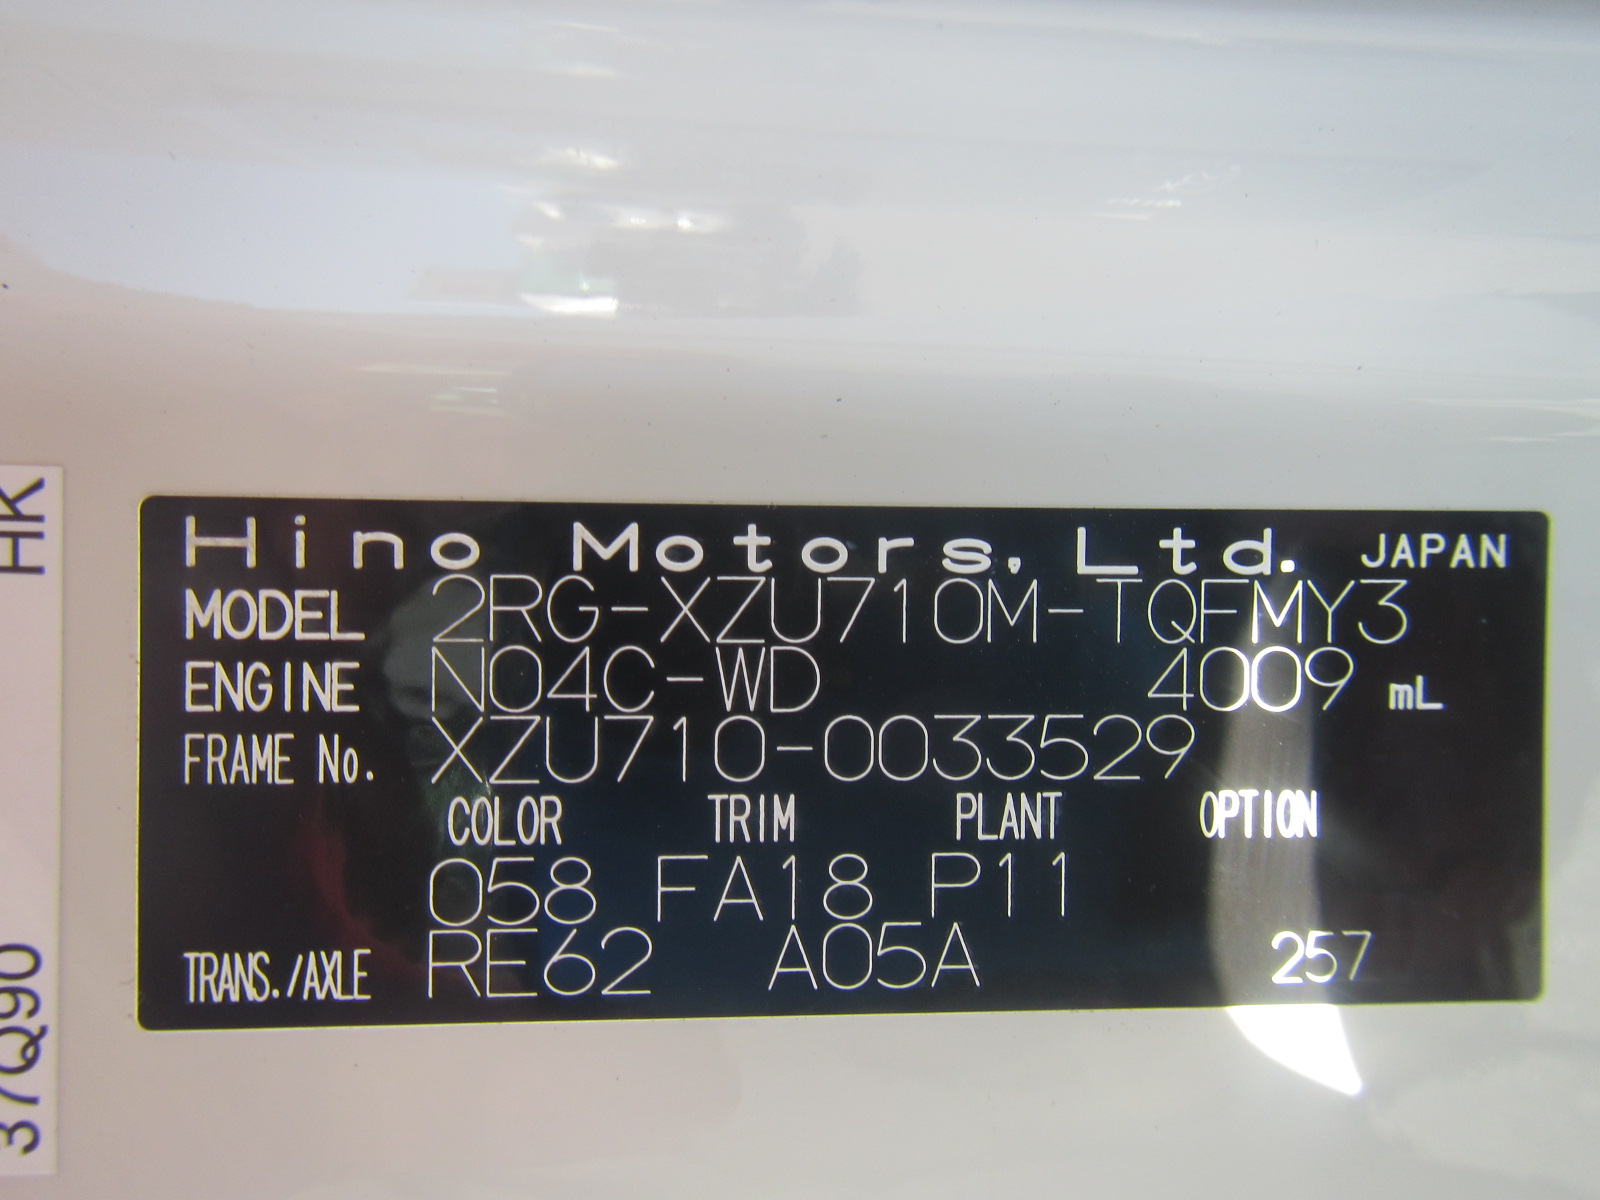 Hino Motors, Ltd. JAPAN
MODEL 2RG-XZU710M-TQFMY3
ENGINE N04C-WD 4009 mL
FRAME No. XZU710-0033529
COLOR TRIM PLANT OPTION
058 FA18 P11
TRANS./AXLE RE62 A05A 257
37Q90 HK